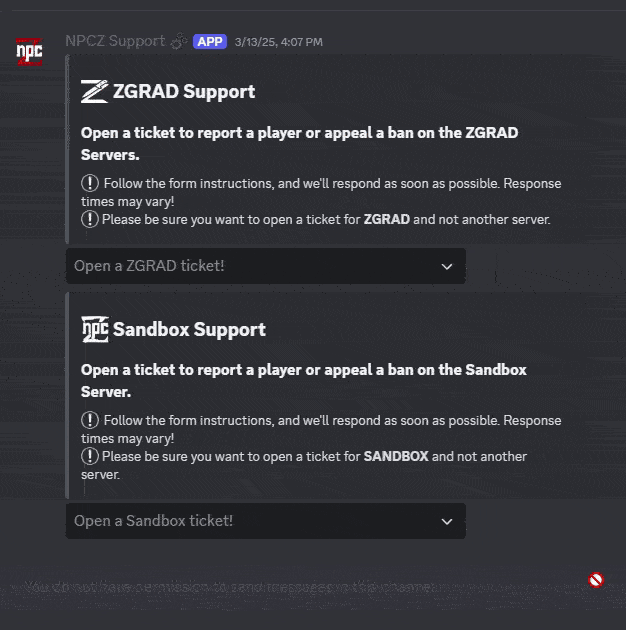 npc
NPCZ Support APP 3/13/25, 4:07 PM
Z ZGRAD Support
Open a ticket to report a player or appeal a ban on the ZGRAD
Servers.
! Follow the form instructions, and we'll respond as soon as possible. Response
times may vary!
! Please be sure you want to open a ticket for ZGRAD and not another server.
Open a ZGRAD ticket!
npc Sandbox Support
Open a ticket to report a player or appeal a ban on the Sandbox
Server.
! Follow the form instructions, and we'll respond as soon as possible. Response
times may vary!
! Please be sure you want to open a ticket for SANDBOX and not another
server.
Open a Sandbox ticket!
You do not have permission to send messages in this channel.